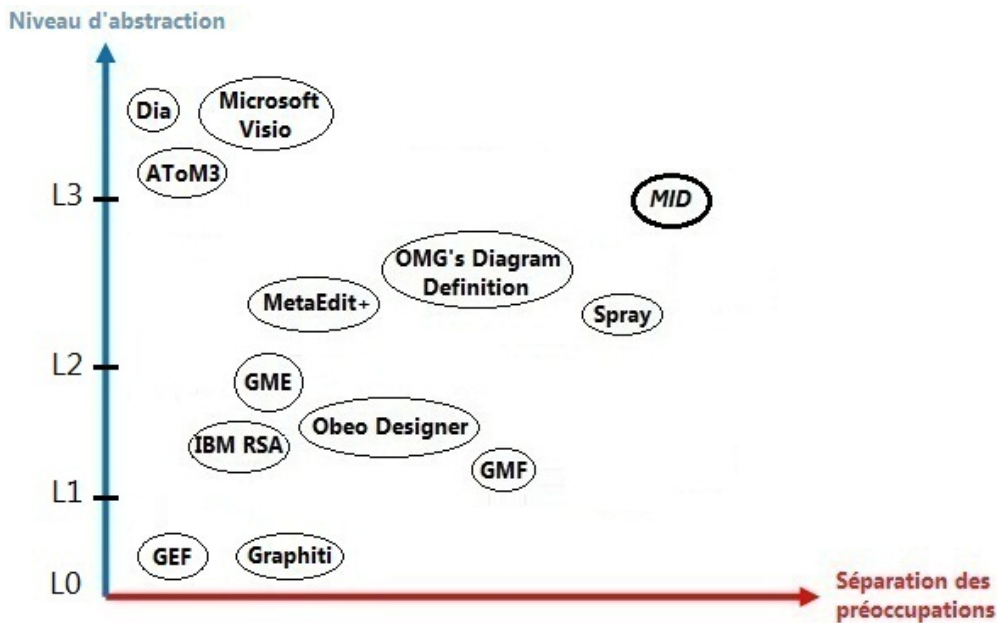 Niveau d'abstraction
Dia
Microsoft
Visio
AToM3
L3
MID
OMG's Diagram
Definition
MetaEdit+
Spray
L2
GME
Obeo Designer
IBM RSA
GMF
L1
GEF
Graphiti
L0
Séparation des
préoccupations